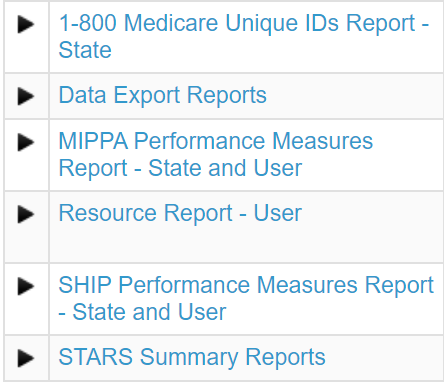 1-800 Medicare Unique IDs Report -
State
Data Export Reports
MIPPA Performance Measures
Report - State and User
Resource Report - User
SHIP Performance Measures Report
- State and User
STARS Summary Reports